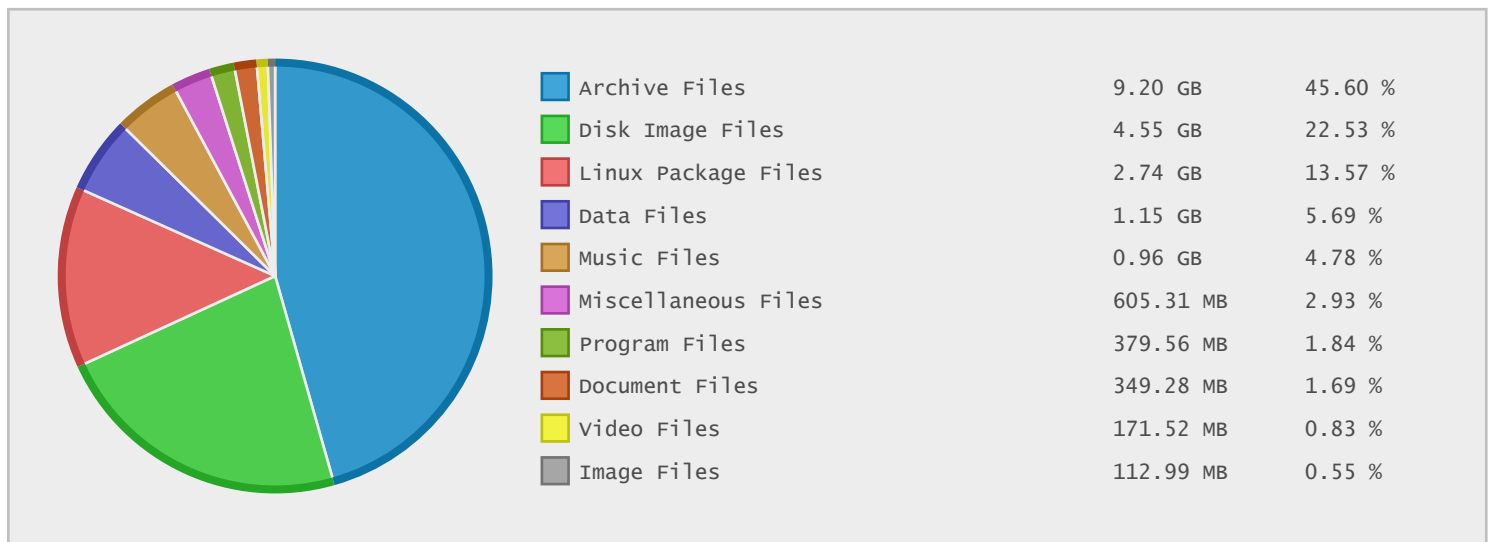 Archive Files 9.20 GB 45.60 %
Disk Image Files 4.55 GB 22.53 %
Linux Package Files 2.74 GB 13.57 %
Data Files 1.15 GB 5.69 %
Music Files 0.96 GB 4.78 %
Miscellaneous Files 605.31 MB 2.93 %
Program Files 379.56 MB 1.84 %
Document Files 349.28 MB 1.69 %
Video Files 171.52 MB 0.83 %
Image Files 112.99 MB 0.55 %